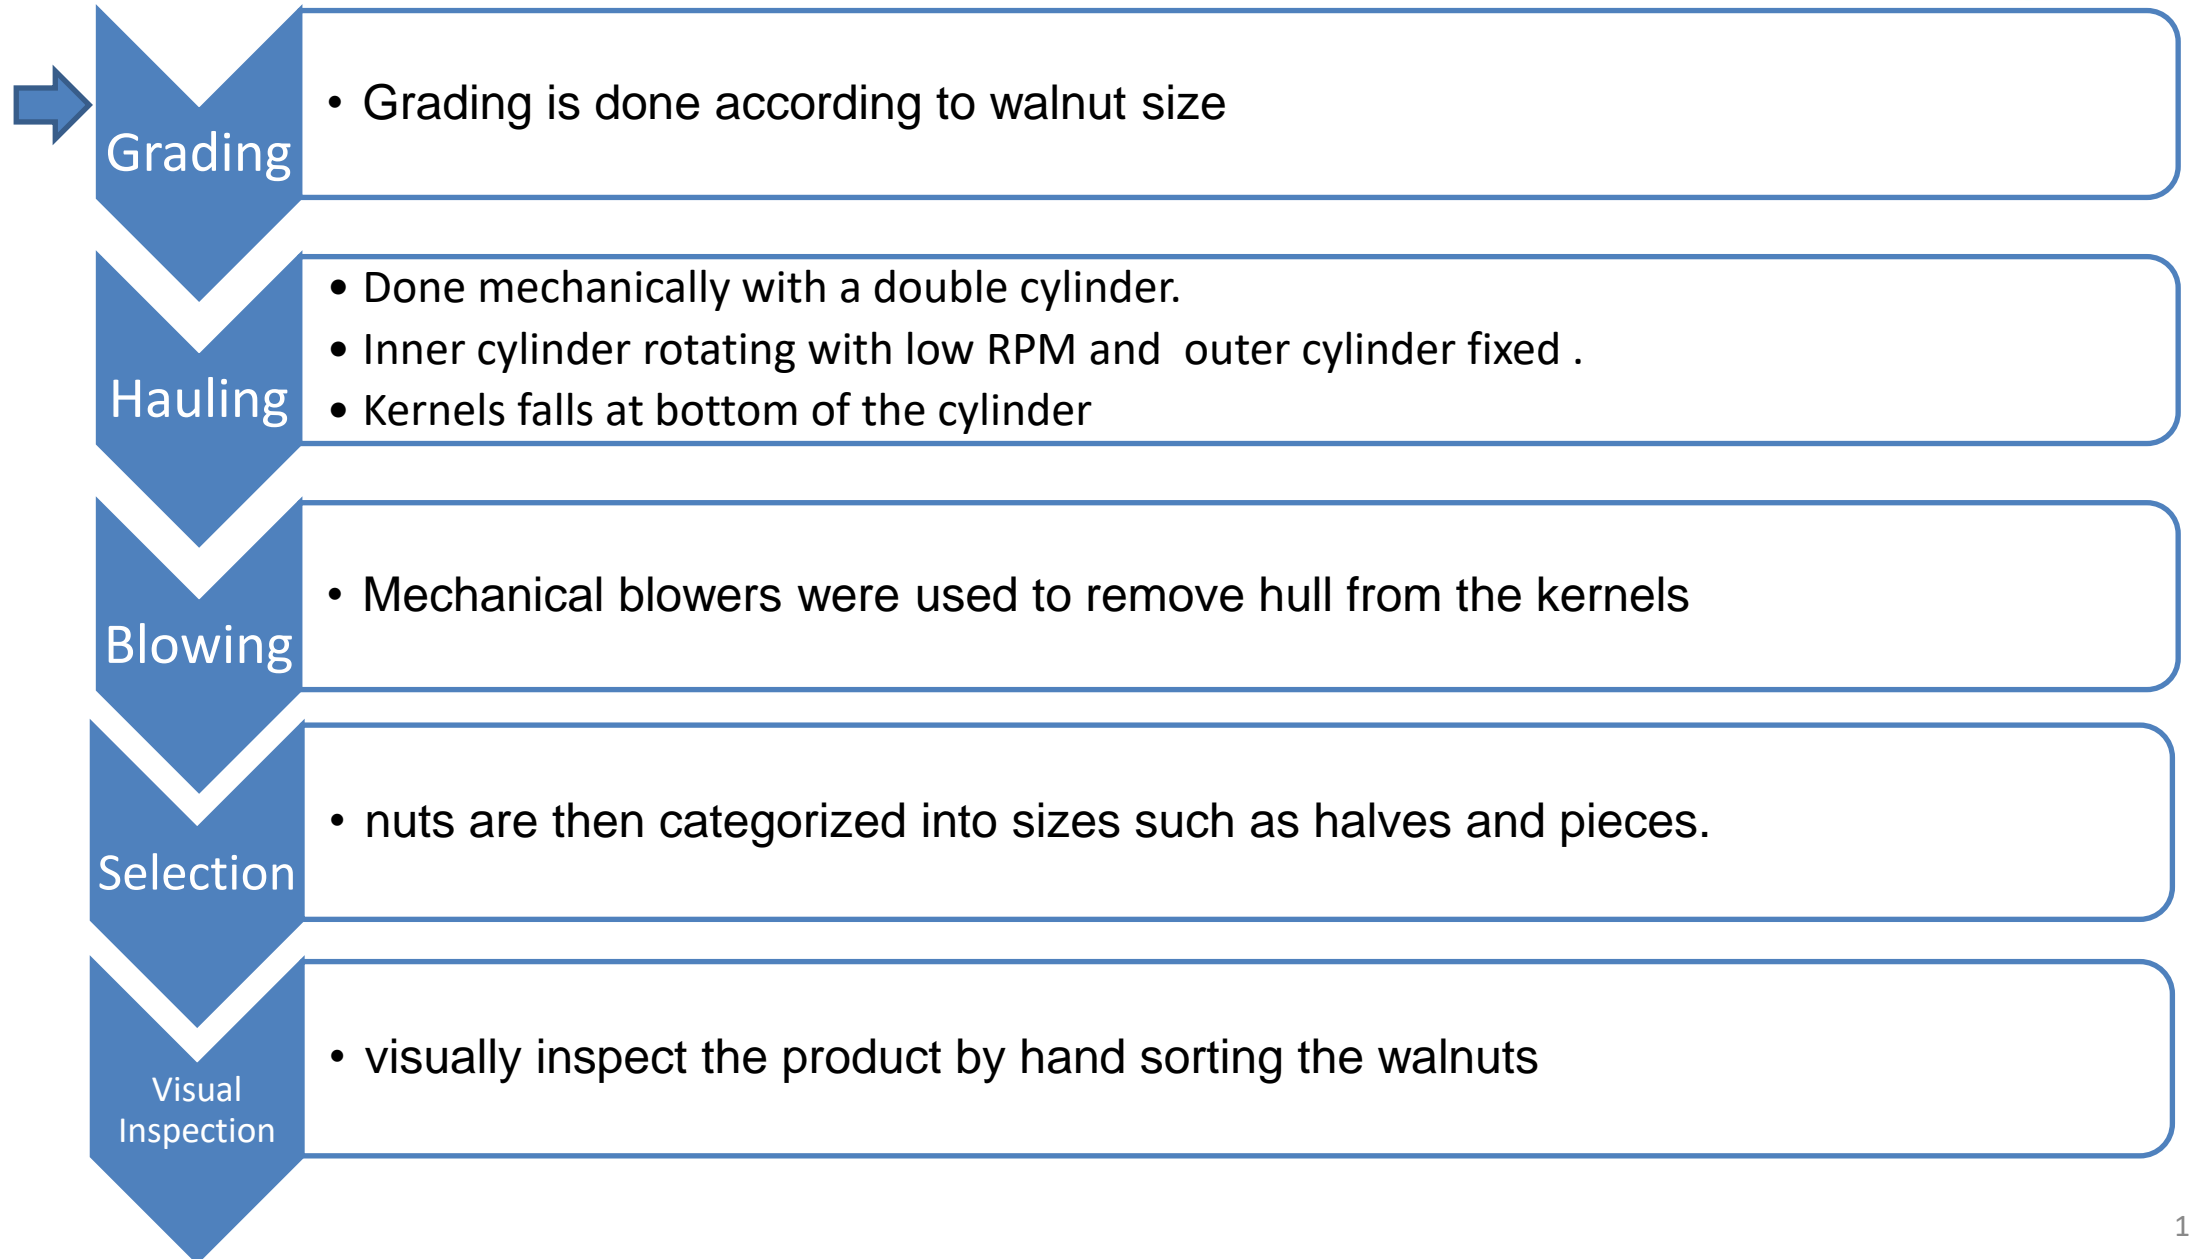 Grading
• Grading is done according to walnut size
Hauling
• Done mechanically with a double cylinder.
• Inner cylinder rotating with low RPM and  outer cylinder fixed .
• Kernels falls at bottom of the cylinder
Blowing
• Mechanical blowers were used to remove hull from the kernels
Selection
• nuts are then categorized into sizes such as halves and pieces.
Visual
Inspection
• visually inspect the product by hand sorting the walnuts
1